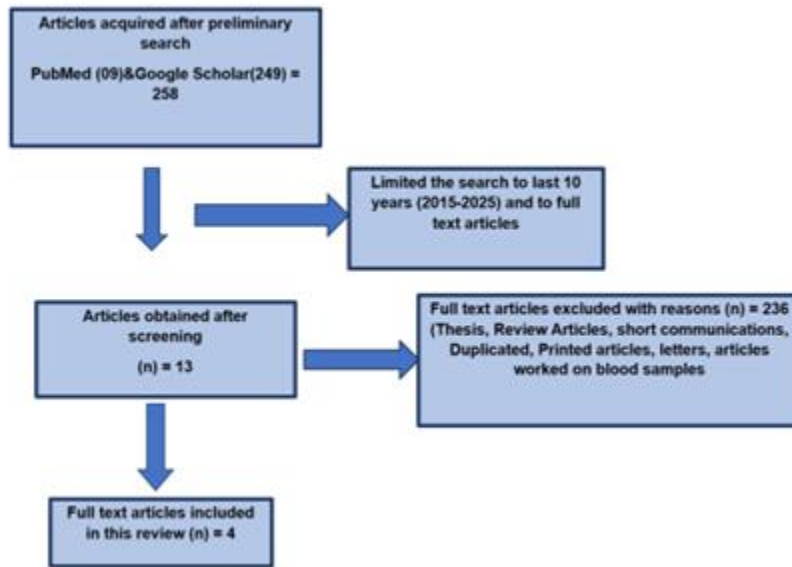 Articles acquired after preliminary
search
PubMed (09)&Google Scholar(249) =
258
Limited the search to last 10
years (2015-2025) and to full
text articles
Articles obtained after
screening
(n) = 13
Full text articles excluded with reasons (n) = 236
(Thesis, Review Articles, short communications,
Duplicated, Printed articles, letters, articles
worked on blood samples
Full text articles included
in this review (n) = 4